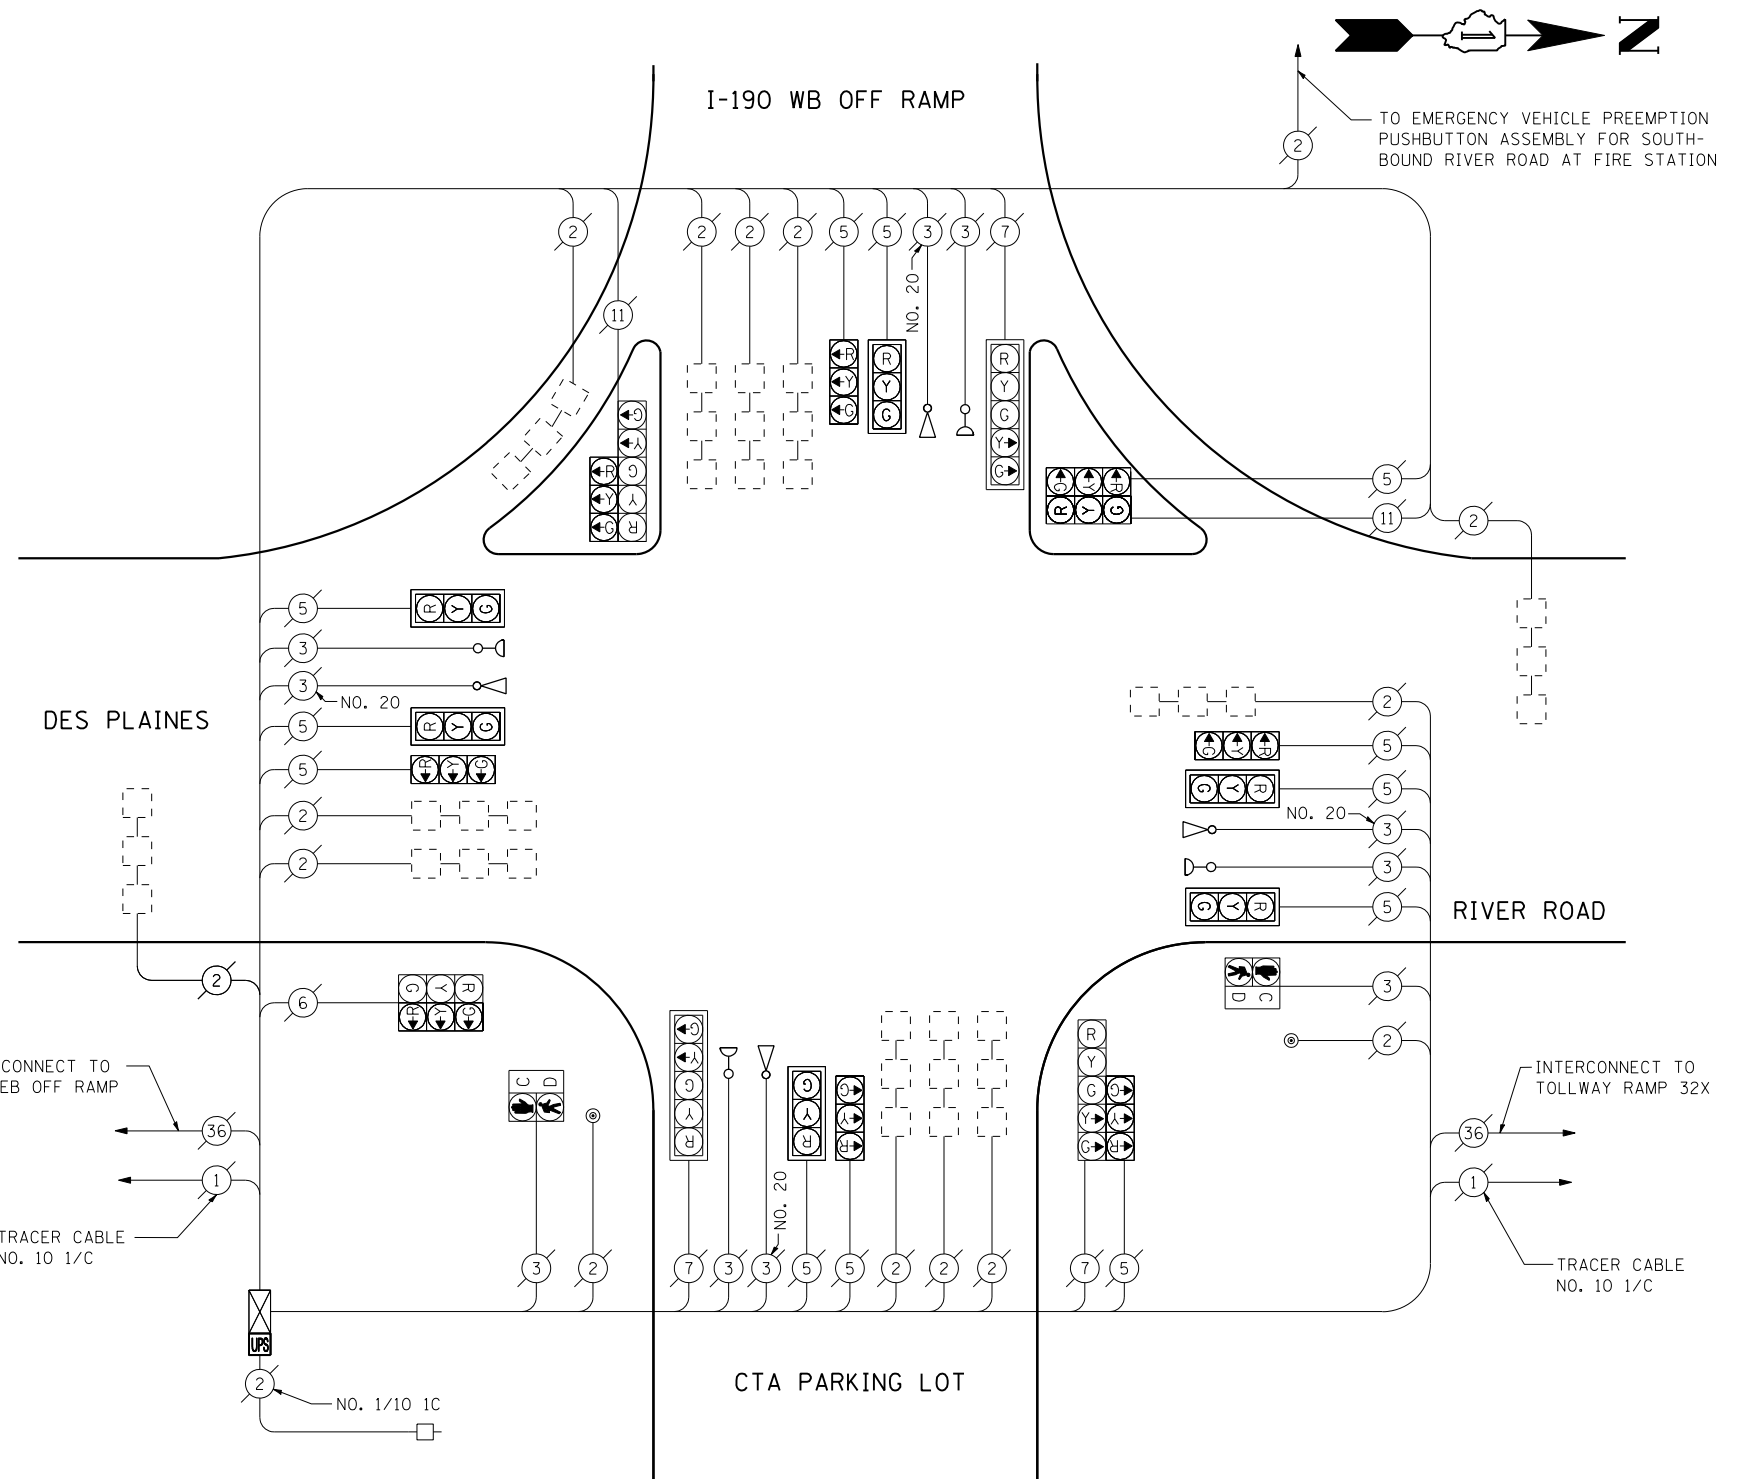 1
N
I-190 WB OFF RAMP
TO EMERGENCY VEHICLE PREEMPTION
PUSHBUTTON ASSEMBLY FOR SOUTH-
BOUND RIVER ROAD AT FIRE STATION
2
2 2 2 2 5 5 3 3 7
NO. 20
11
R Y G
R Y G
R Y G Y G
G Y G Y R
R Y G
G Y R
R Y G
5
11
2
5
R Y G
3
3
NO. 20
DES PLAINES
5
R Y G
5
R Y G
2
2
2
5
G Y R
5
G Y R
NO. 20
3
3
5
G Y R
RIVER ROAD
2
6
G Y R
R Y G
C D
3
2
CONNECT TO
EB OFF RAMP
36
1
TRACER CABLE
NO. 10 1/C
C D
G Y G Y R
G Y R
G Y R
R Y G Y G
G Y R
NO. 20
3 2 7 3 3 5 5 2 2 2 7 5
INTERCONNECT TO
TOLLWAY RAMP 32X
36
1
TRACER CABLE
NO. 10 1/C
UPS
2
NO. 1/10 1C
CTA PARKING LOT